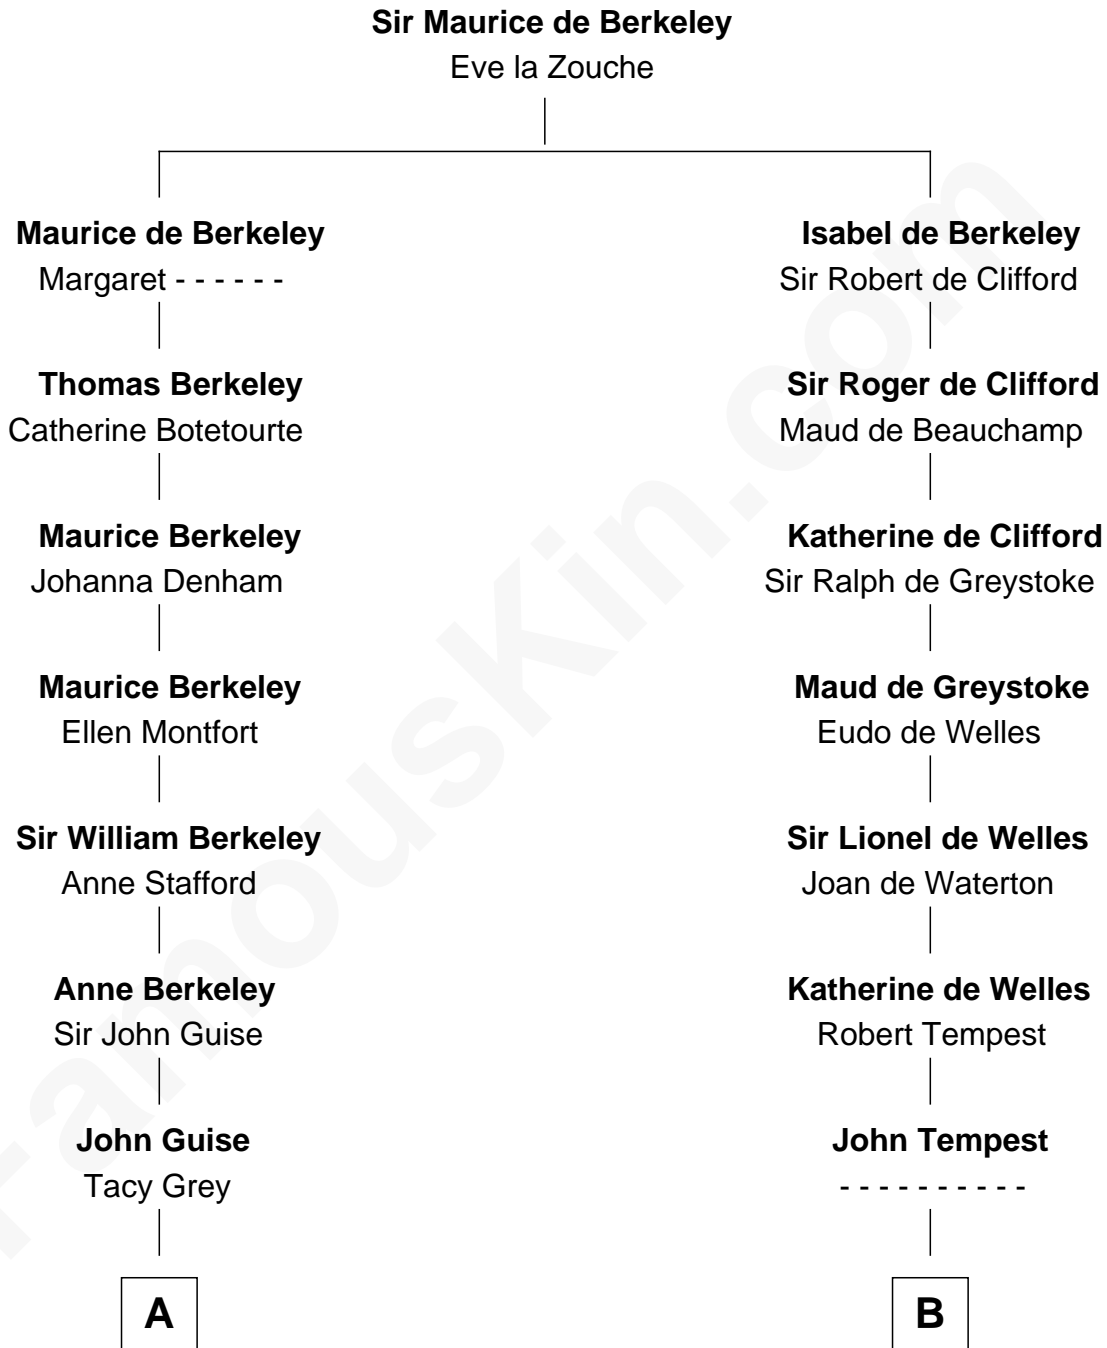 Sir Maurice de Berkeley
Eve la Zouche
Maurice de Berkeley
Margaret - - - - - -
Thomas Berkeley
Catherine Botetourte
Maurice Berkeley
Johanna Denham
Maurice Berkeley
Ellen Montfort
Sir William Berkeley
Anne Stafford
Anne Berkeley
Sir John Guise
John Guise
Tacy Grey
A
Isabel de Berkeley
Sir Robert de Clifford
Sir Roger de Clifford
Maud de Beauchamp
Katherine de Clifford
Sir Ralph de Greystoke
Maud de Greystoke
Eudo de Welles
Sir Lionel de Welles
Joan de Waterton
Katherine de Welles
Robert Tempest
John Tempest
- - - - - - - - - -
B
FamousKin.com